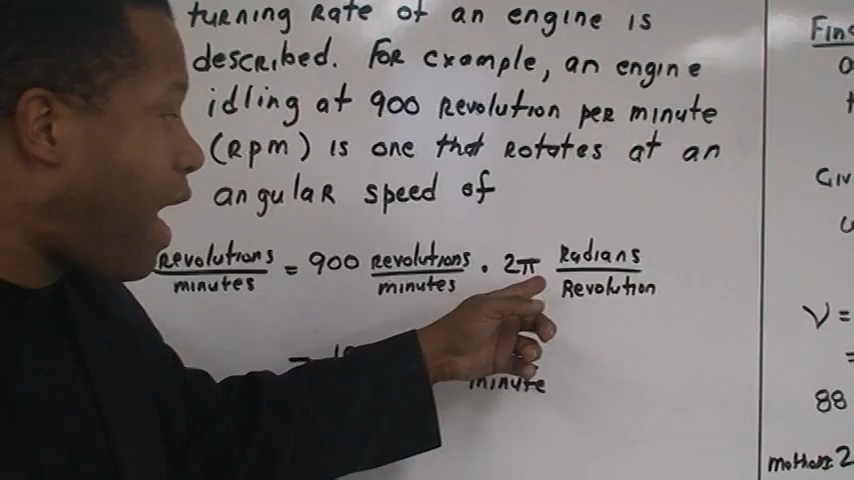 turning Rate of an engine is
described. For example, an engine
idling at 900 Revolution per minute
(Rpm) is one that Rotates at an
angular speed of
revolutions/minutes = 900 revolutions/minutes · 2π Radians/Revolution
=
minute
Find
Giv
V =
=
88